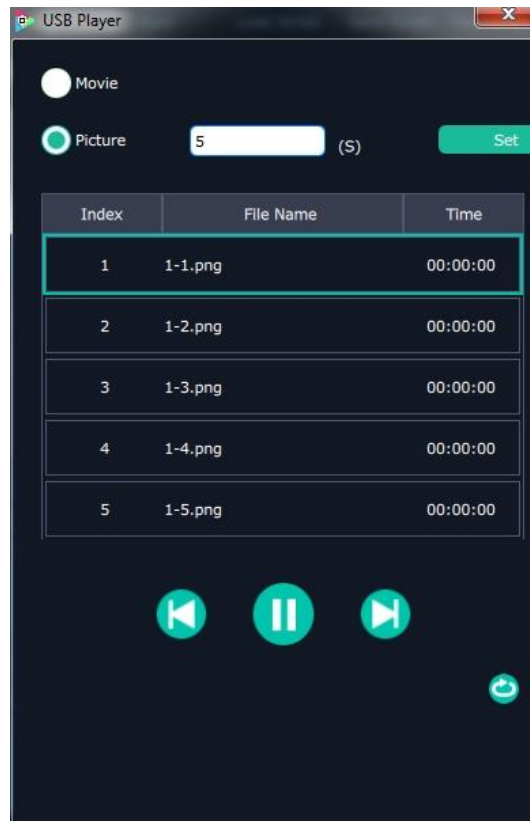 USB Player
Movie
Picture 5 (S) Set
Index File Name Time
1 1-1.png 00:00:00
2 1-2.png 00:00:00
3 1-3.png 00:00:00
4 1-4.png 00:00:00
5 1-5.png 00:00:00